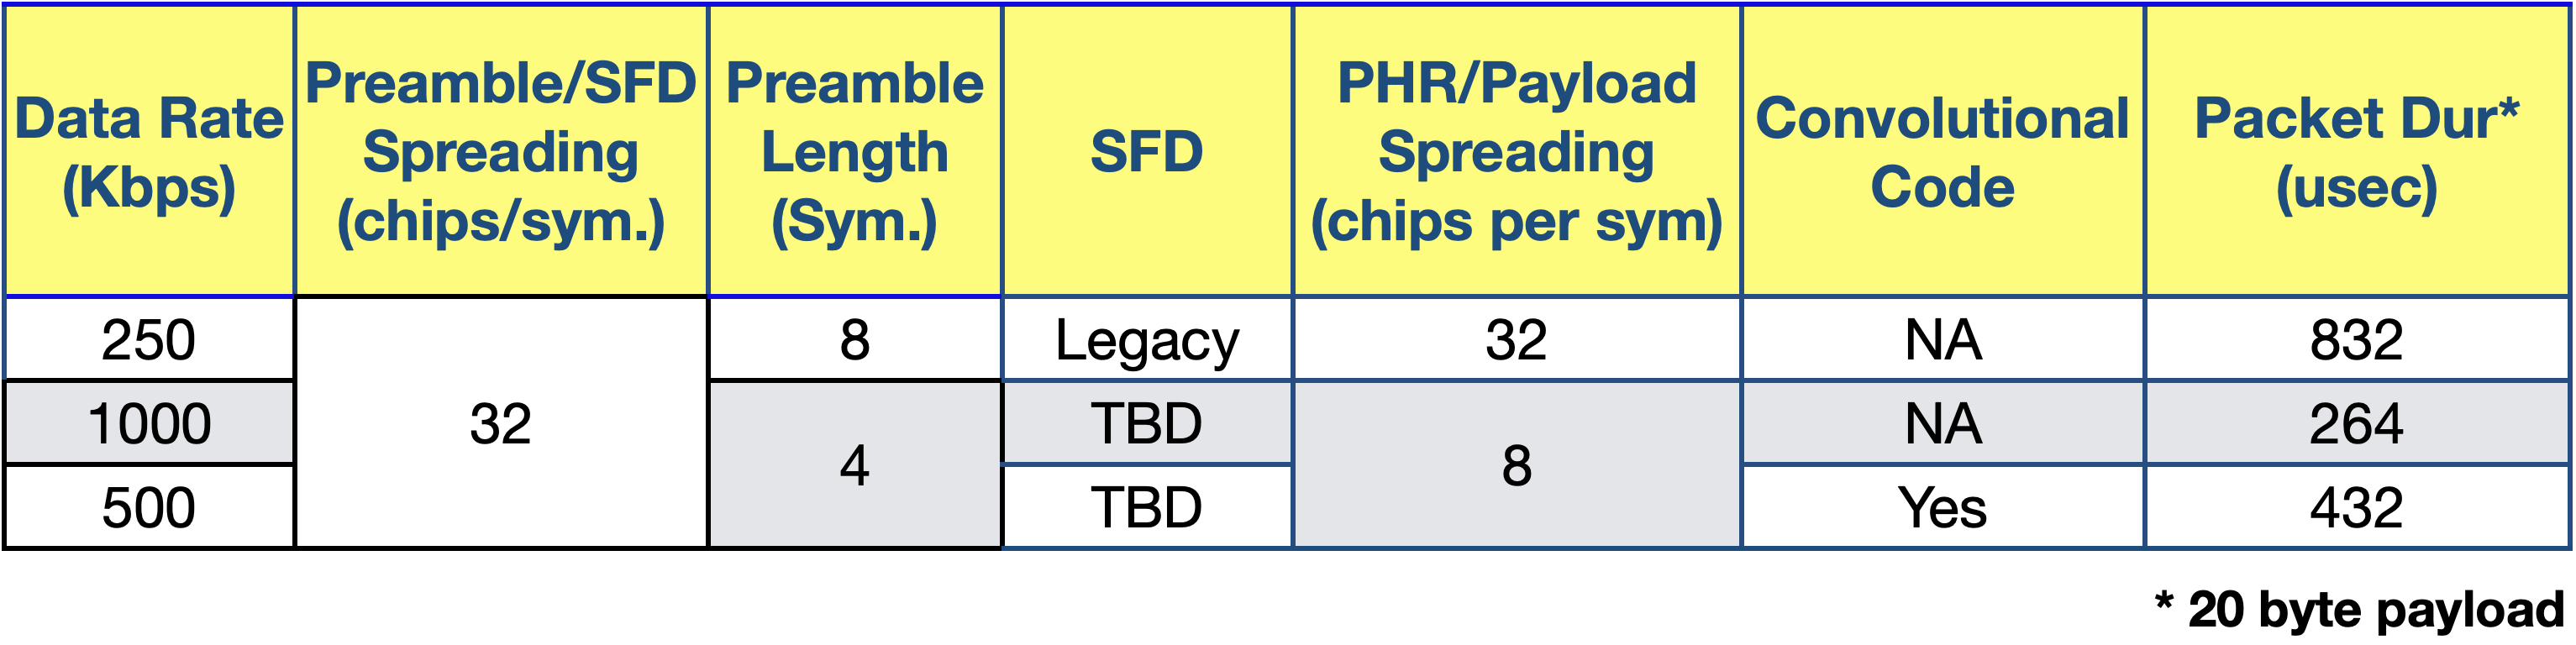 Data Rate
(Kbps)
Preamble/SFD
Spreading
(chips/sym.)
Preamble
Length
(Sym.)
SFD
PHR/Payload
Spreading
(chips per sym)
Convolutional
Code
Packet Dur*
(usec)
250
32
8
Legacy
32
NA
832
1000
4
TBD
8
NA
264
500
TBD
Yes
432
* 20 byte payload